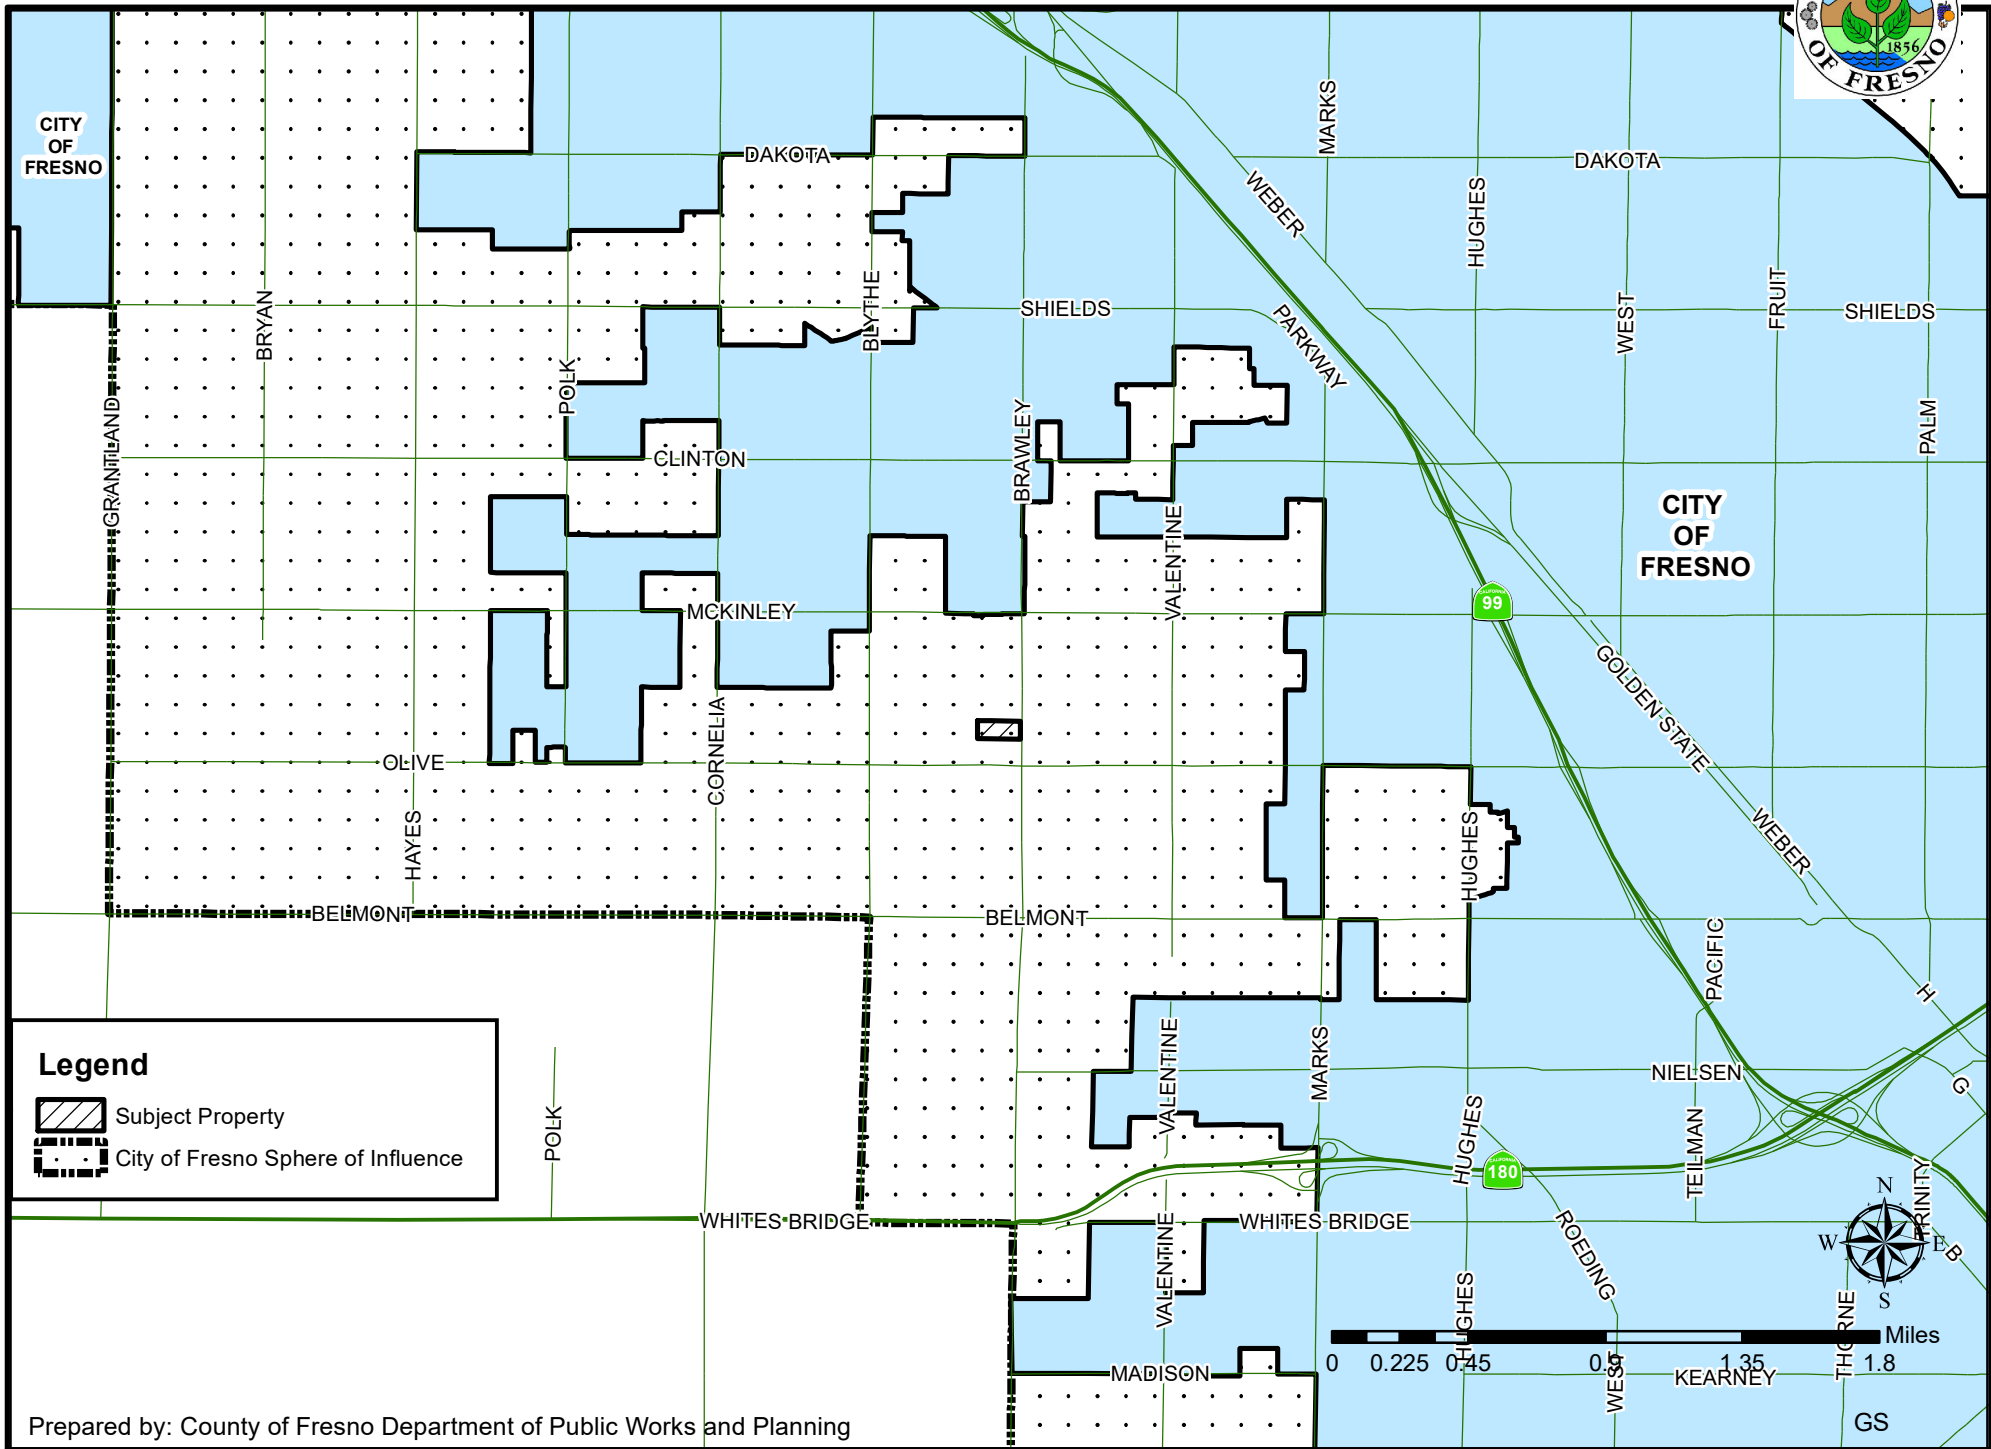 1856
OF FRESNO
CITY
OF
FRESNO
DAKOTA
DAKOTA
MARKS
WEBER
HUGHES
BRYAN
BLYTHE
SHIELDS
PARKWAY
WEST
FRUIT
SHIELDS
POLK
GRANTLAND
BRAWLEY
PALM
CLINTON
CITY
OF
FRESNO
VALENTINE
99
MCKINLEY
GOLDEN STATE
CORNELIA
OLIVE
HAYES
HUGHES
WEBER
BELMONT
BELMONT
PACIFIC
H
Legend
Subject Property
City of Fresno Sphere of Influence
POLK
VALENTINE
MARKS
NIELSEN
G
HUGHES
TEILMAN
CALIFORNIA
180
TRINITY
N
W
E
S
B
WHITES BRIDGE
WHITES BRIDGE
VALENTINE
ROEDING
HUGHES
THORNE
Miles
0 0.225 0.45 0.9 1.35 1.8
MADISON
WEST
KEARNEY
Prepared by: County of Fresno Department of Public Works and Planning
GS